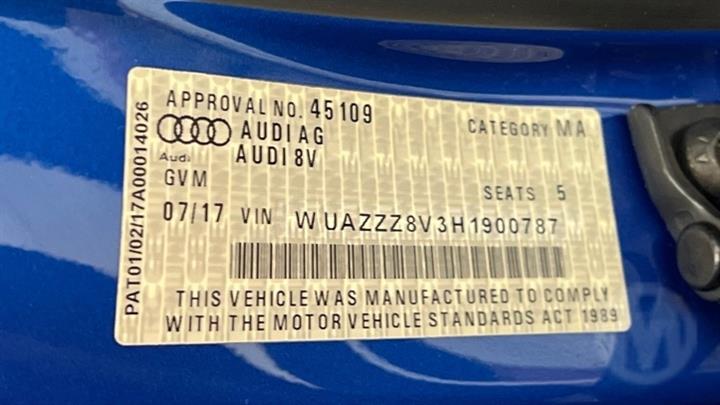 APPROVAL NO. 45109
CATEGORY MA
AUDI AG
Audi
AUDI 8V
GVM
SEATS 5
07/17 VIN WUAZZZ8V3H1900787
THIS VEHICLE WAS MANUFACTURED TO COMPLY
WITH THE MOTOR VEHICLE STANDARDS ACT 1989
PAT01/02/17A00014026